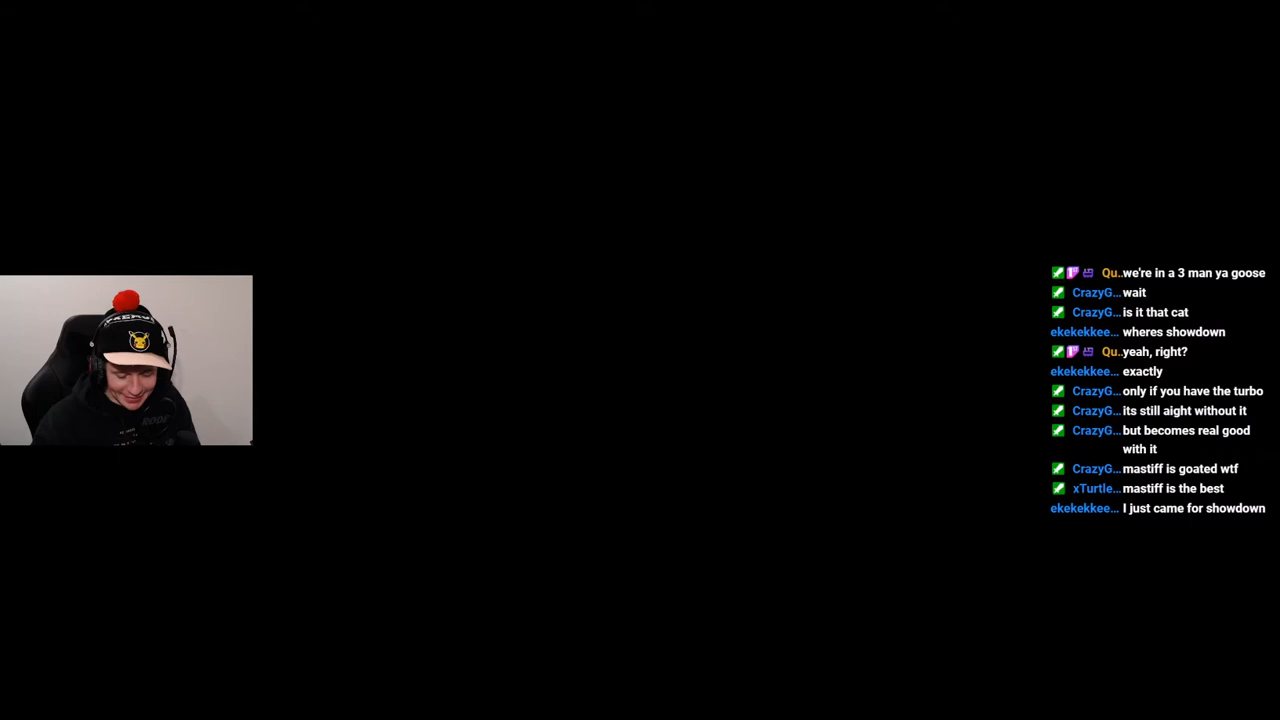 Qu..we're in a 3 man ya goose
CrazyG...wait
CrazyG...is it that cat
ekekekkee... wheres showdown
Qu..yeah, right?
ekekekkee... exactly
CrazyG...only if you have the turbo
CrazyG...its still aight without it
CrazyG...but becomes real good
with it
CrazyG...mastiff is goated wtf
xTurtle...mastiff is the best
ekekekkee... I just came for showdown